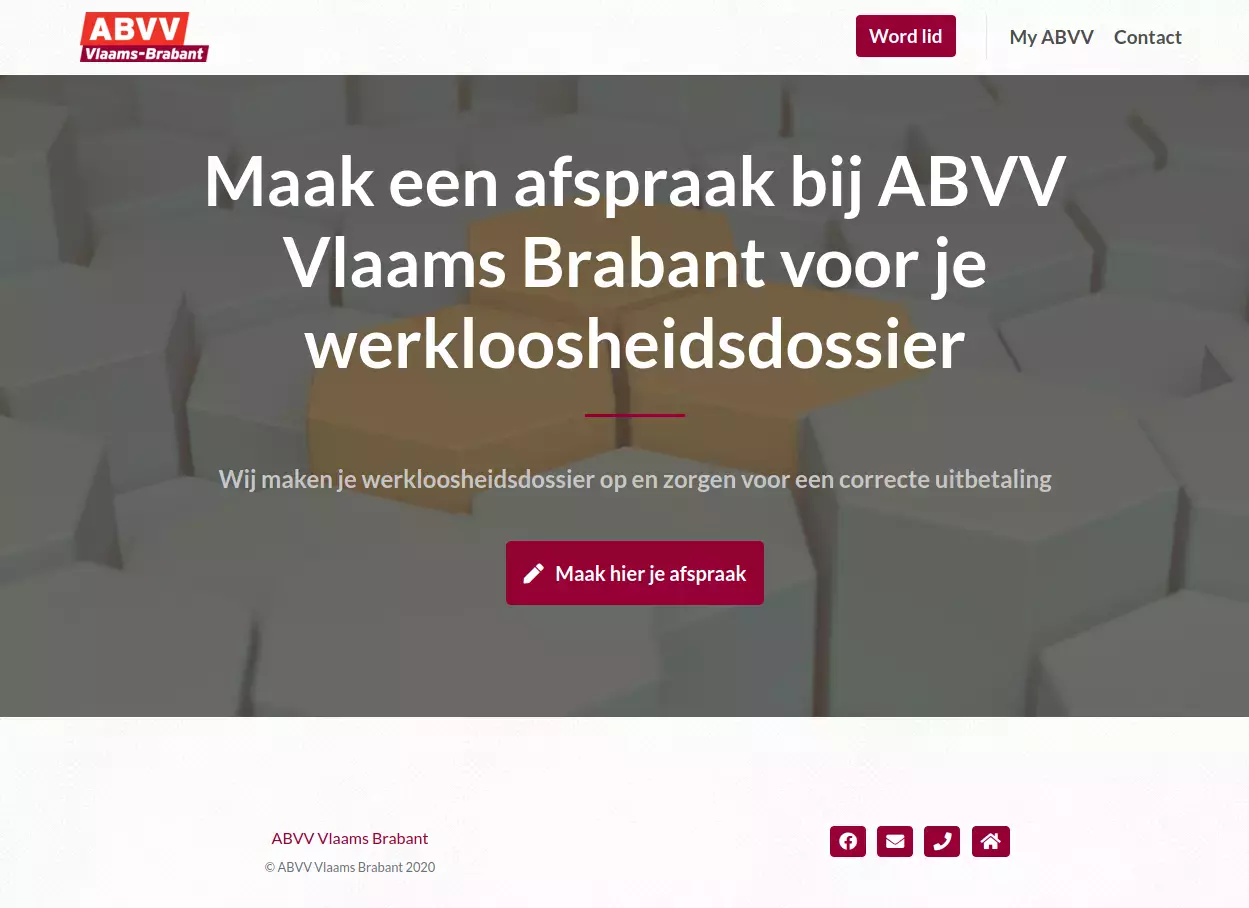 ABVV
Vlaams-Brabant
Word lid
My ABVV
Contact
Maak een afspraak bij ABVV
Vlaams Brabant voor je
werkloosheidsdossier
Wij maken je werkloosheidsdossier op en zorgen voor een correcte uitbetaling
Maak hier je afspraak
ABVV Vlaams Brabant
© ABVV Vlaams Brabant 2020